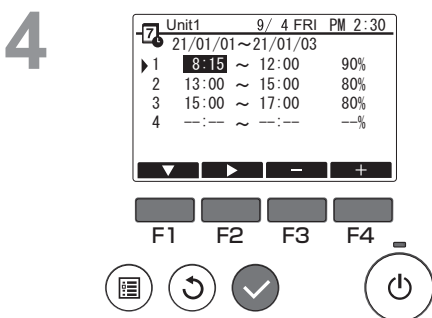 4
Unit1 9/ 4 FRI PM 2:30
7
21/01/01～21/01/03
1 8:15 ～ 12:00 90%
2 13:00 ～ 15:00 80%
3 15:00 ～ 17:00 80%
4 --:-- ～ --:-- --%
▼ ▶ － ＋
F1 F2 F3 F4